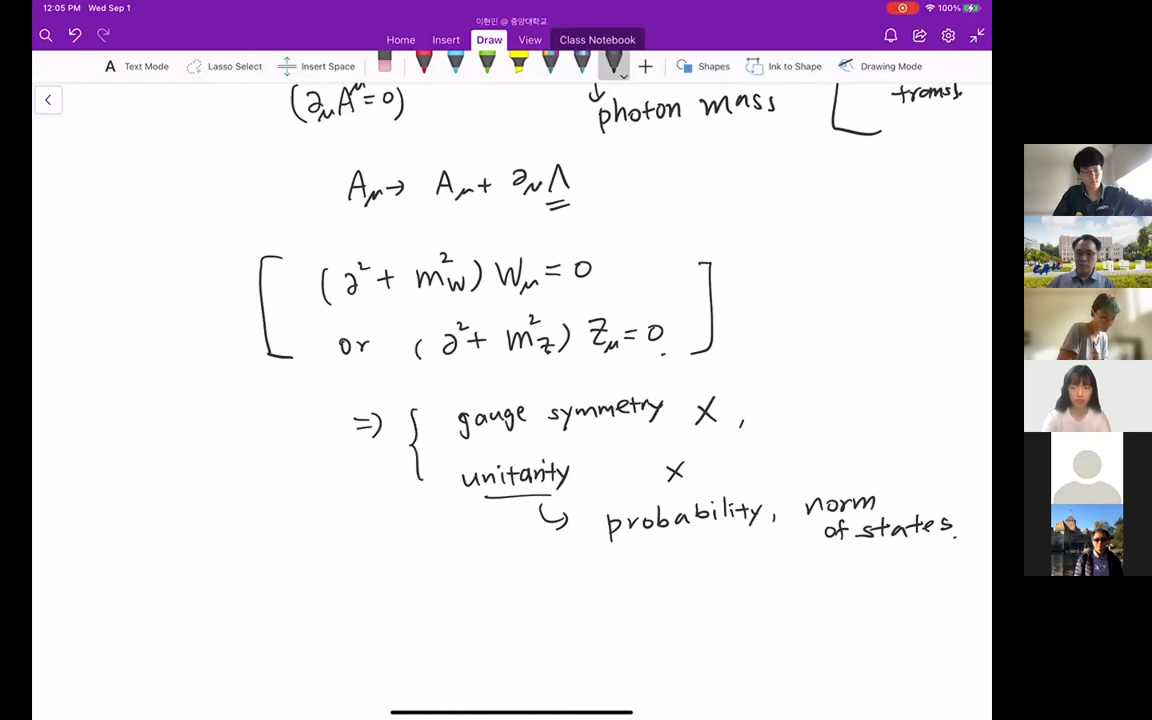 12:05 PM Wed Sep 1
100%
이현민 @ 중앙대학교
Home Insert Draw View Class Notebook
Text Mode Lasso Select Insert Space Shapes Ink to Shape Drawing Mode
(∂μA^μ=0)
photon mass
Aμ→ Aμ+ ∂μΛ
(∂²+ m²_W) Wμ=0
or (∂²+ m²_Z) Zμ=0.
=> { gauge symmetry X,
unitarity X
↳ probability, norm
of states.